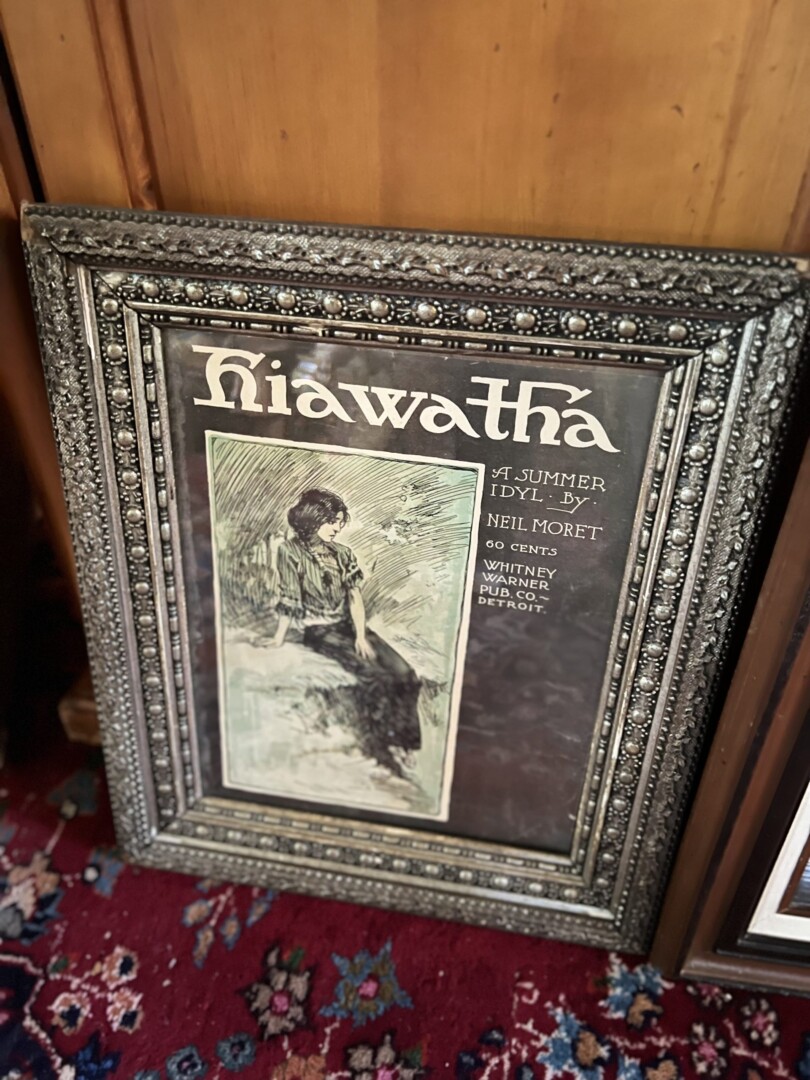 Hiawatha
A SUMMER
IDYL · By ·
NEIL MORET
60 CENTS
WHITNEY
WARNER
PUB. CO.~
DETROIT.